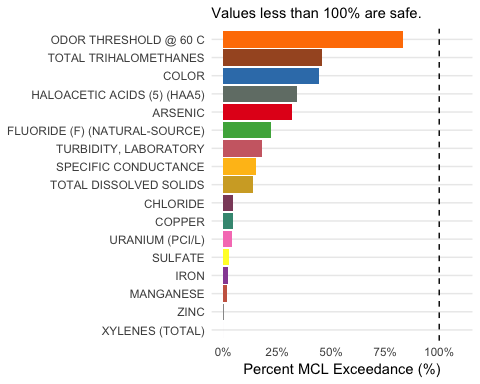 Values less than 100% are safe.
ODOR THRESHOLD @ 60 C
TOTAL TRIHALOMETHANES
COLOR
HALOACETIC ACIDS (5) (HAA5)
ARSENIC
FLUORIDE (F) (NATURAL-SOURCE)
TURBIDITY, LABORATORY
SPECIFIC CONDUCTANCE
TOTAL DISSOLVED SOLIDS
CHLORIDE
COPPER
URANIUM (PCI/L)
SULFATE
IRON
MANGANESE
ZINC
XYLENES (TOTAL)
0% 25% 50% 75% 100%
Percent MCL Exceedance (%)